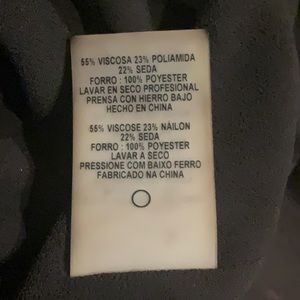 55% VISCOSA 23% POLIAMIDA
22% SEDA
FORRO : 100% POYESTER
LAVAR EN SECO PROFESIONAL
PRENSA CON HIERRO BAJO
HECHO EN CHINA
55% VISCOSE 23% NÁILON
22% SEDA
FORRO : 100% POYESTER
LAVAR A SECO
PRESSIONE COM BAIXO FERRO
FABRICADO NA CHINA